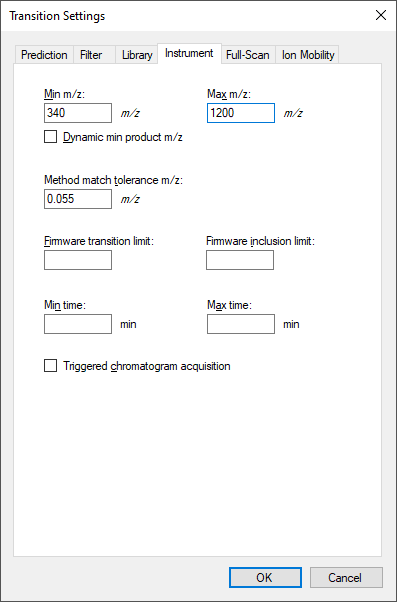 Transition Settings
Prediction Filter Library Instrument Full-Scan Ion Mobility
Min m/z: Max m/z:
340 m/z 1200 m/z
Dynamic min product m/z
Method match tolerance m/z:
0.055 m/z
Firmware transition limit: Firmware inclusion limit:
Min time: Max time:
min min
Triggered chromatogram acquisition
OK Cancel